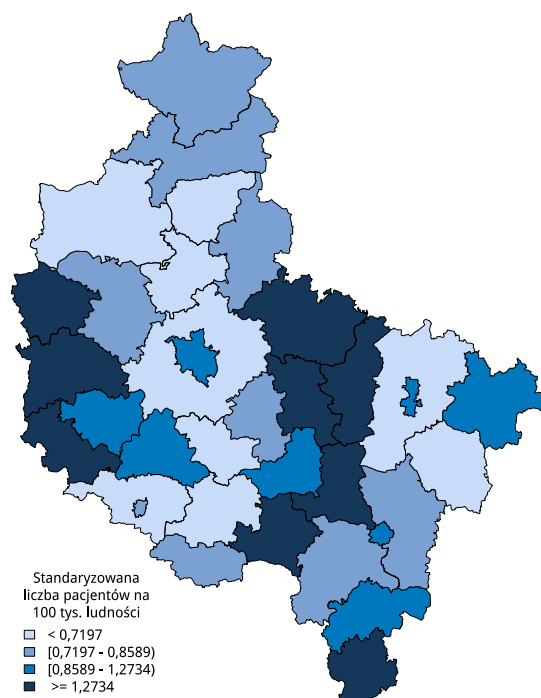 Standaryzowana
liczba pacjentów na
100 tys. ludności
< 0,7197
[0,7197 - 0,8589)
[0,8589 - 1,2734)
>= 1,2734